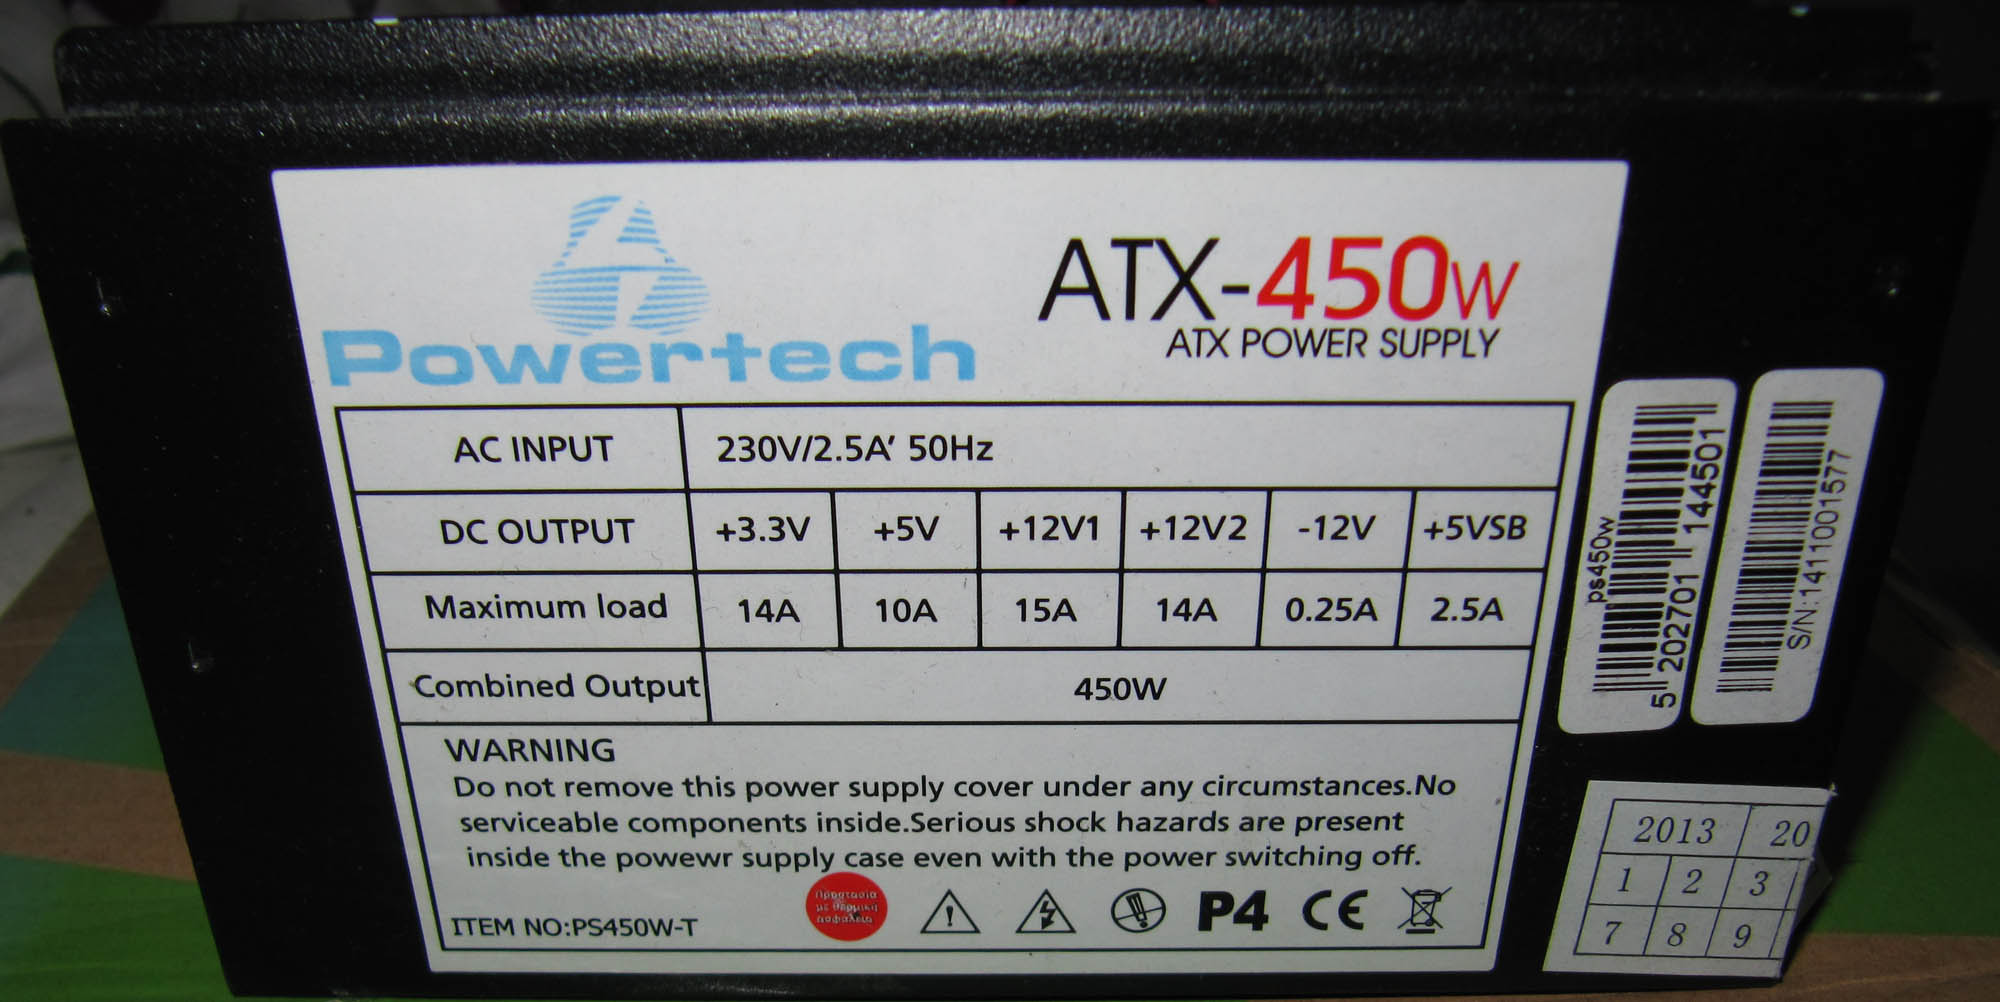 Powertech
ATX-450W
ATX POWER SUPPLY
AC INPUT 230V/2.5A' 50Hz
DC OUTPUT +3.3V +5V +12V1 +12V2 -12V +5VSB
Maximum load 14A 10A 15A 14A 0.25A 2.5A
Combined Output 450W
WARNING
Do not remove this power supply cover under any circumstances.No
serviceable components inside.Serious shock hazards are present
inside the powewr supply case even with the power switching off.
ITEM NO:PS450W-T
Προστασία
με θερμική
ασφάλεια
P4 CE
ps450w
5 202701 144501
S/N:1411001577
2013 20
1 2 3
7 8 9